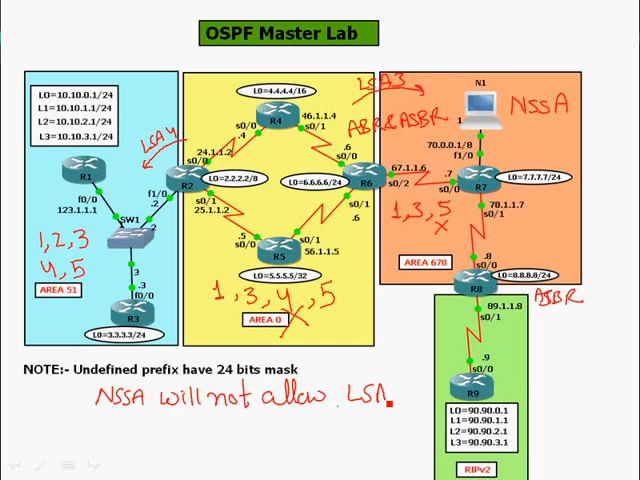 OSPF Master Lab
L0=10.10.0.1/24
L1=10.10.1.1/24
L2=10.10.2.1/24
L3=10.10.3.1/24
R1
f0/0
123.1.1.1
1
SW1
2
3
.3
f0/0
R3
L0=3.3.3.3/24
1,2,3
4,5
AREA 51
LSA4
f1/0
.2
R2
s0/0
24.1.1.2
L0=2.2.2.2/8
s0/1
25.1.1.2
L0=4.4.4.4/16
R4
s0/0
.4
46.1.1.4
s0/1
.5
s0/0
R5
s0/1
56.1.1.5
L0=5.5.5.5/32
1,3,4,5
X
AREA 0
LSA3
ABR & ASBR
.6
s0/0
R6
L0=6.6.6.6/24
s0/1
.6
67.1.1.6
s0/2
1,3,5
X
AREA 678
N1
NSSA
1
70.0.0.1/8
f1/0
.7
s0/0
R7
L0=7.7.7.7/24
s0/1
70.1.1.7
.8
s0/0
R8
L0=8.8.8.8/24
ASBR
89.1.1.8
s0/1
.9
s0/0
R9
L0=90.90.0.1
L1=90.90.1.1
L2=90.90.2.1
L3=90.90.3.1
RIPv2
NOTE:- Undefined prefix have 24 bits mask
NSSA will not allow LSA